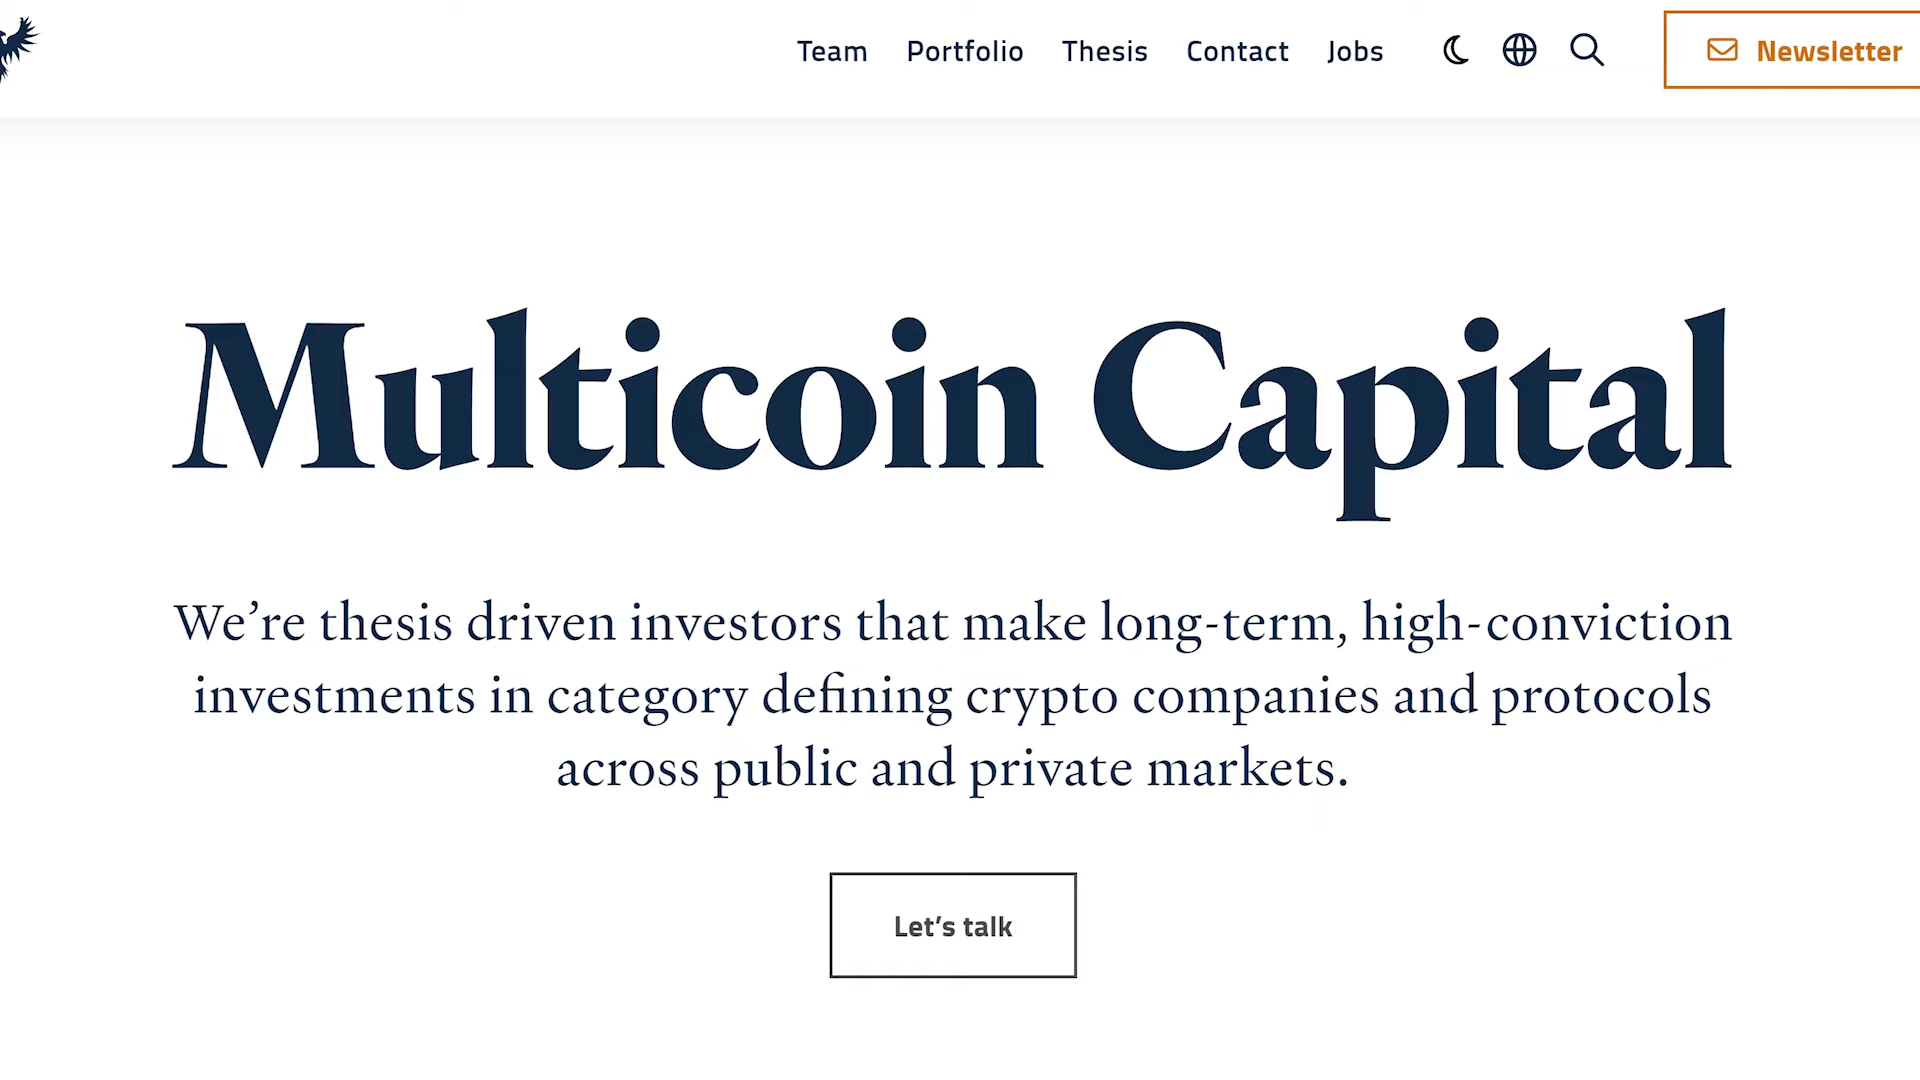 Team Portfolio Thesis Contact Jobs Newsletter
Multicoin Capital
We’re thesis driven investors that make long-term, high-conviction
investments in category defining crypto companies and protocols
across public and private markets.
Let’s talk